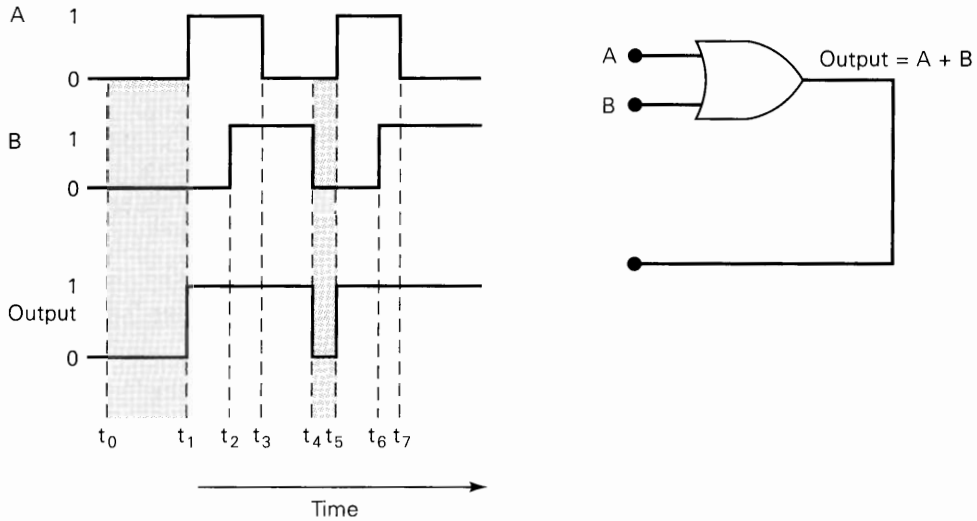 A 1
0
B 1
0
1
Output
0
t₀ t₁ t₂ t₃ t₄ t₅ t₆ t₇
Time
A
B
Output = A + B